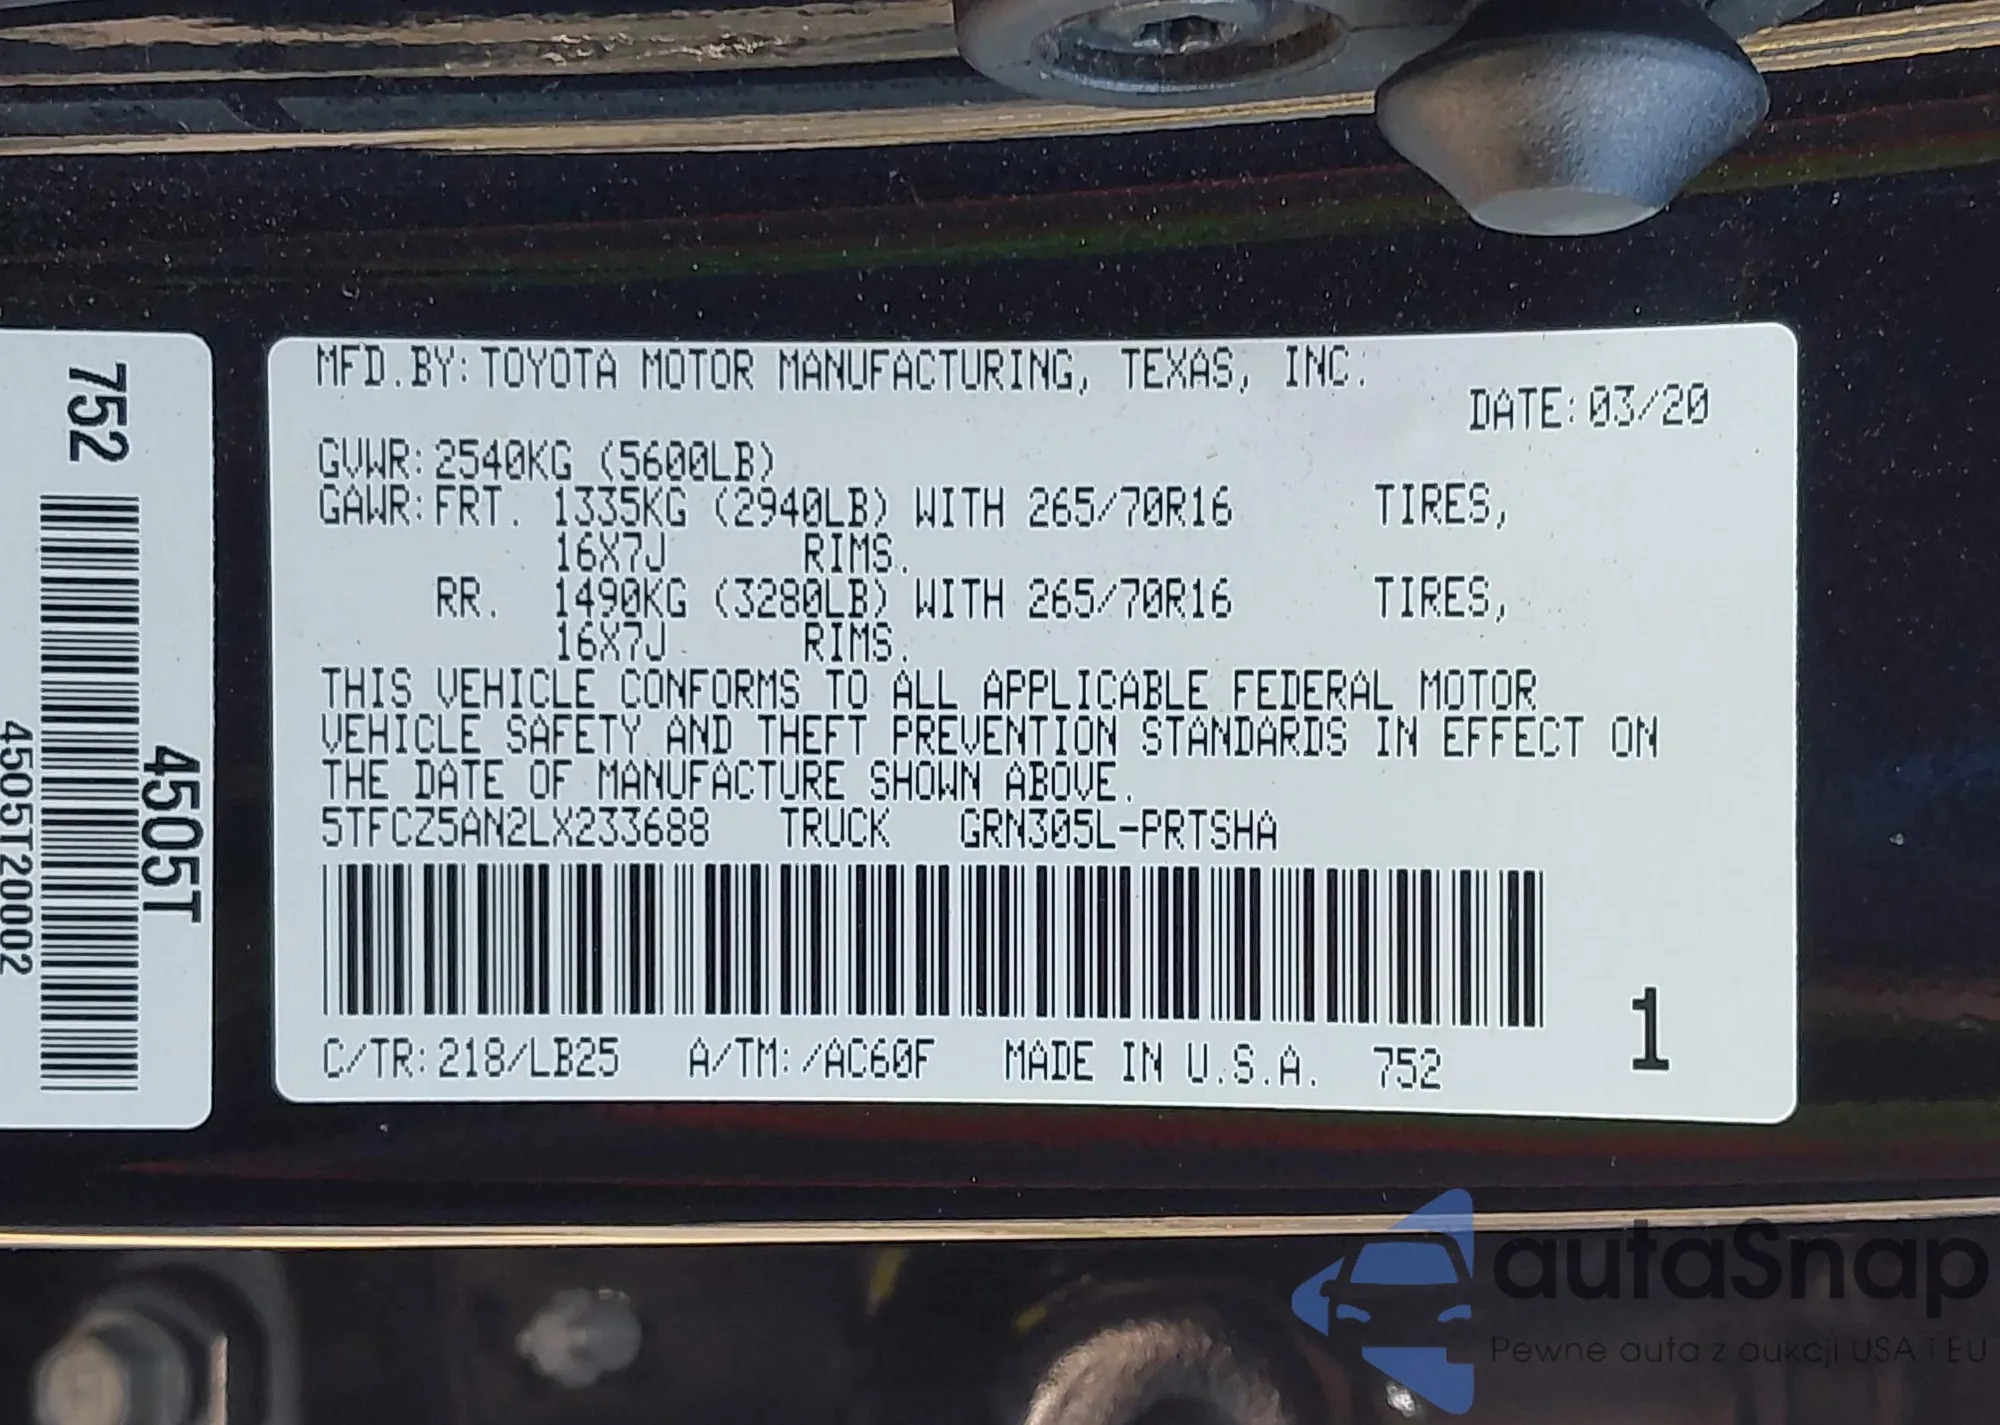 MFD.BY:TOYOTA MOTOR MANUFACTURING, TEXAS, INC.
DATE:03/20
GVWR:2540KG (5600LB)
GAWR:FRT. 1335KG (2940LB) WITH 265/70R16 TIRES,
16X7J RIMS.
RR. 1490KG (3280LB) WITH 265/70R16 TIRES,
16X7J RIMS.
THIS VEHICLE CONFORMS TO ALL APPLICABLE FEDERAL MOTOR
VEHICLE SAFETY AND THEFT PREVENTION STANDARDS IN EFFECT ON
THE DATE OF MANUFACTURE SHOWN ABOVE.
5TFCZ5AN2LX233688 TRUCK GRN305L-PRTSHA
C/TR:218/LB25 A/TM:/AC60F MADE IN U.S.A. 752
1
752
4505T
4505T20002
autaSnap
Pewne auta z aukcji USA i EU